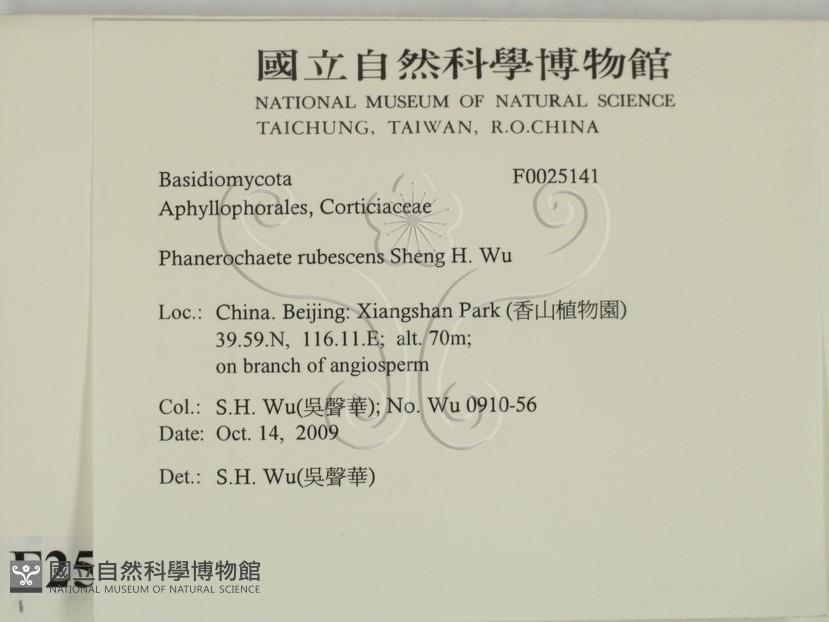 國立自然科學博物館
NATIONAL MUSEUM OF NATURAL SCIENCE
TAICHUNG, TAIWAN, R.O.CHINA
Basidiomycota F0025141
Aphyllophorales, Corticiaceae
Phanerochaete rubescens Sheng H. Wu
Loc.: China. Beijing: Xiangshan Park (香山植物園)
39.59.N, 116.11.E; alt. 70m;
on branch of angiosperm
Col.: S.H. Wu(吳聲華); No. Wu 0910-56
Date: Oct. 14, 2009
Det.: S.H. Wu(吳聲華)
F25
國立自然科學博物館
NATIONAL MUSEUM OF NATURAL SCIENCE